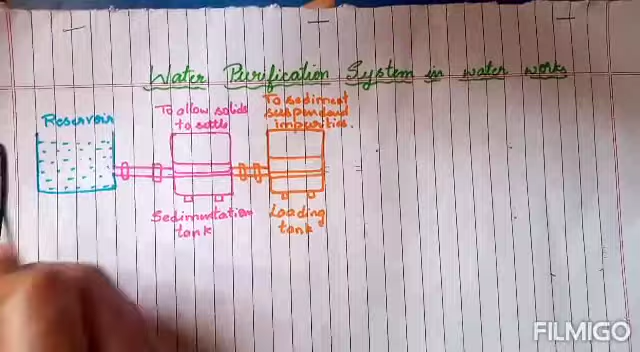 Water Purification System in water works
Reservoir
To allow solids
to settle
To sediment
suspended
impurities.
Sedimentation
tank
Loading
tank
FILMIGO